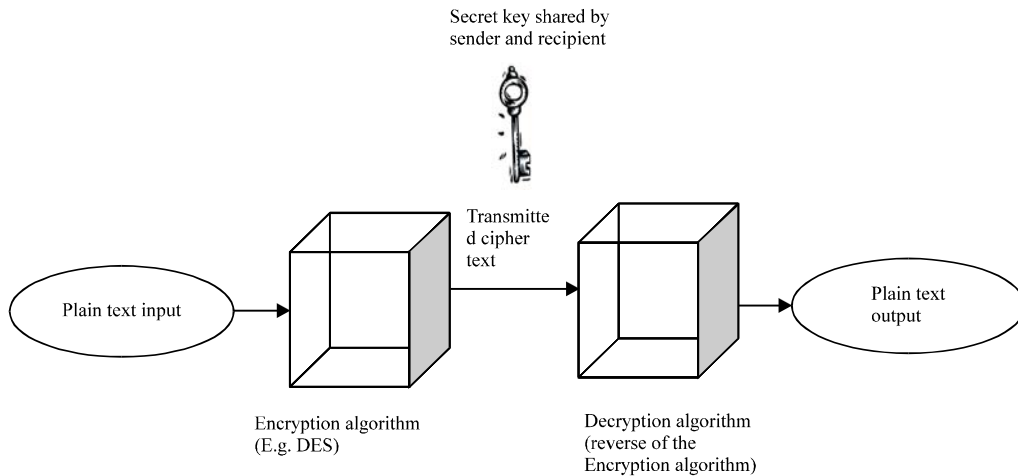 Secret key shared by
sender and recipient
Transmitte
d cipher
text
Plain text input
Plain text
output
Encryption algorithm
(E.g. DES)
Decryption algorithm
(reverse of the
Encryption algorithm)